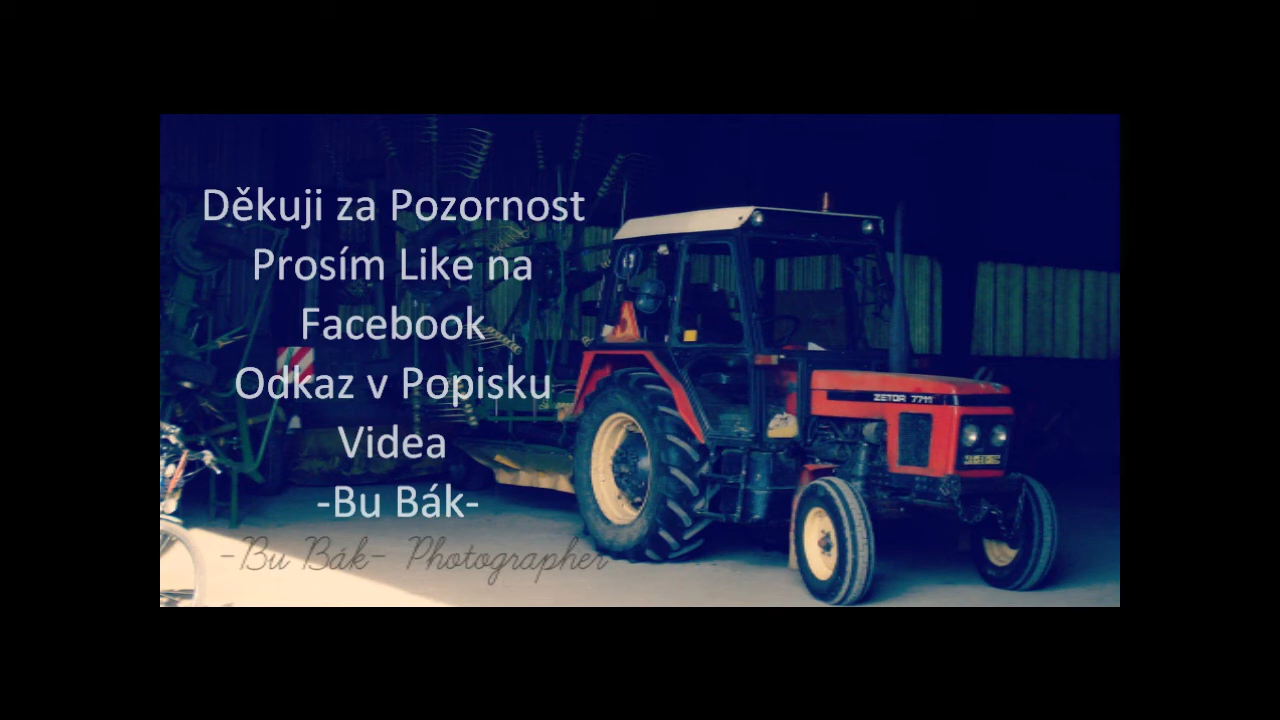 Děkuji za Pozornost
Prosím Like na
Facebook
Odkaz v Popisku
Videa
-Bu Bák-
-Bu Bák- Photographer
ZETOR 7711